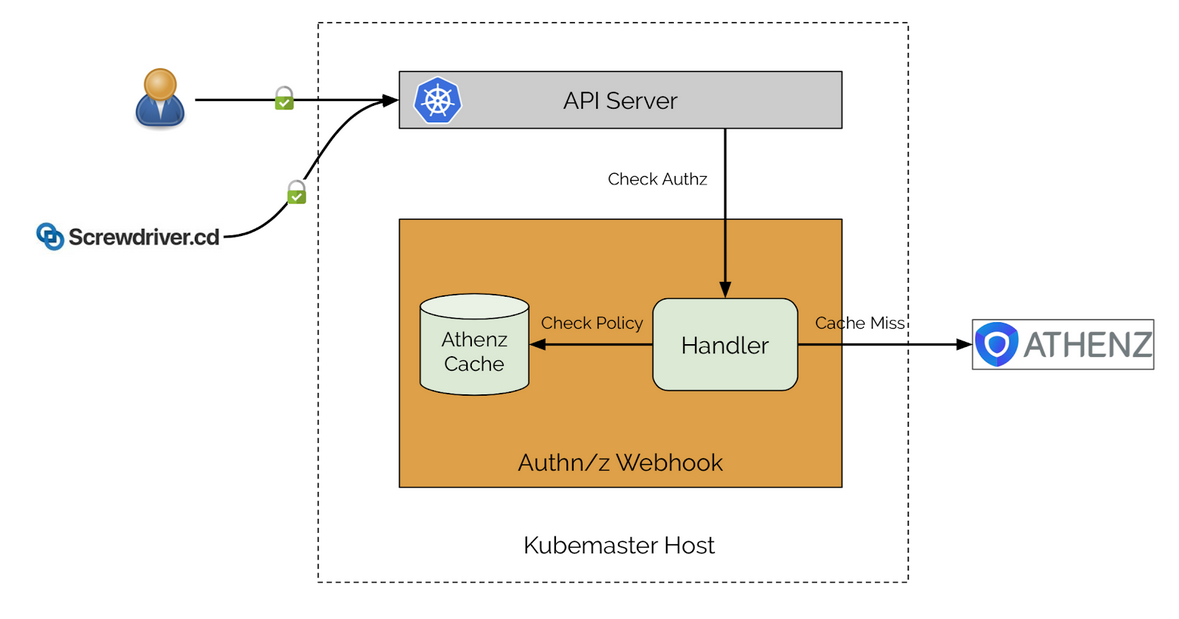 API Server
Check Authz
Screwdriver.cd
Check Policy
Cache Miss
Athenz
Cache
Handler
ATHENZ
Authn/z Webhook
Kubemaster Host